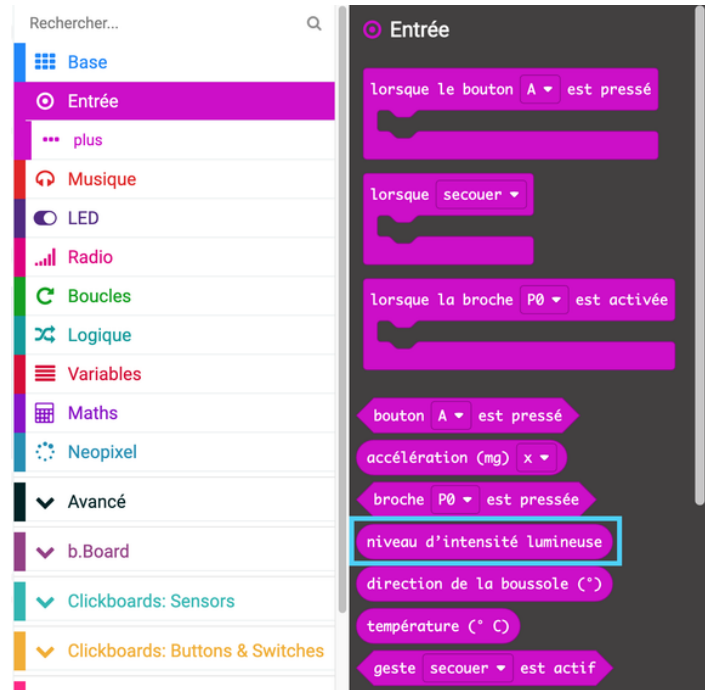 Rechercher...
Base
Entrée
plus
Musique
LED
Radio
Boucles
Logique
Variables
Maths
Neopixel
Avancé
b.Board
Clickboards: Sensors
Clickboards: Buttons & Switches
Entrée
lorsque le bouton A est pressé
lorsque secouer
lorsque la broche P0 est activée
bouton A est pressé
accélération (mg) x
broche P0 est pressée
niveau d'intensité lumineuse
direction de la boussole (°)
température (° C)
geste secouer est actif